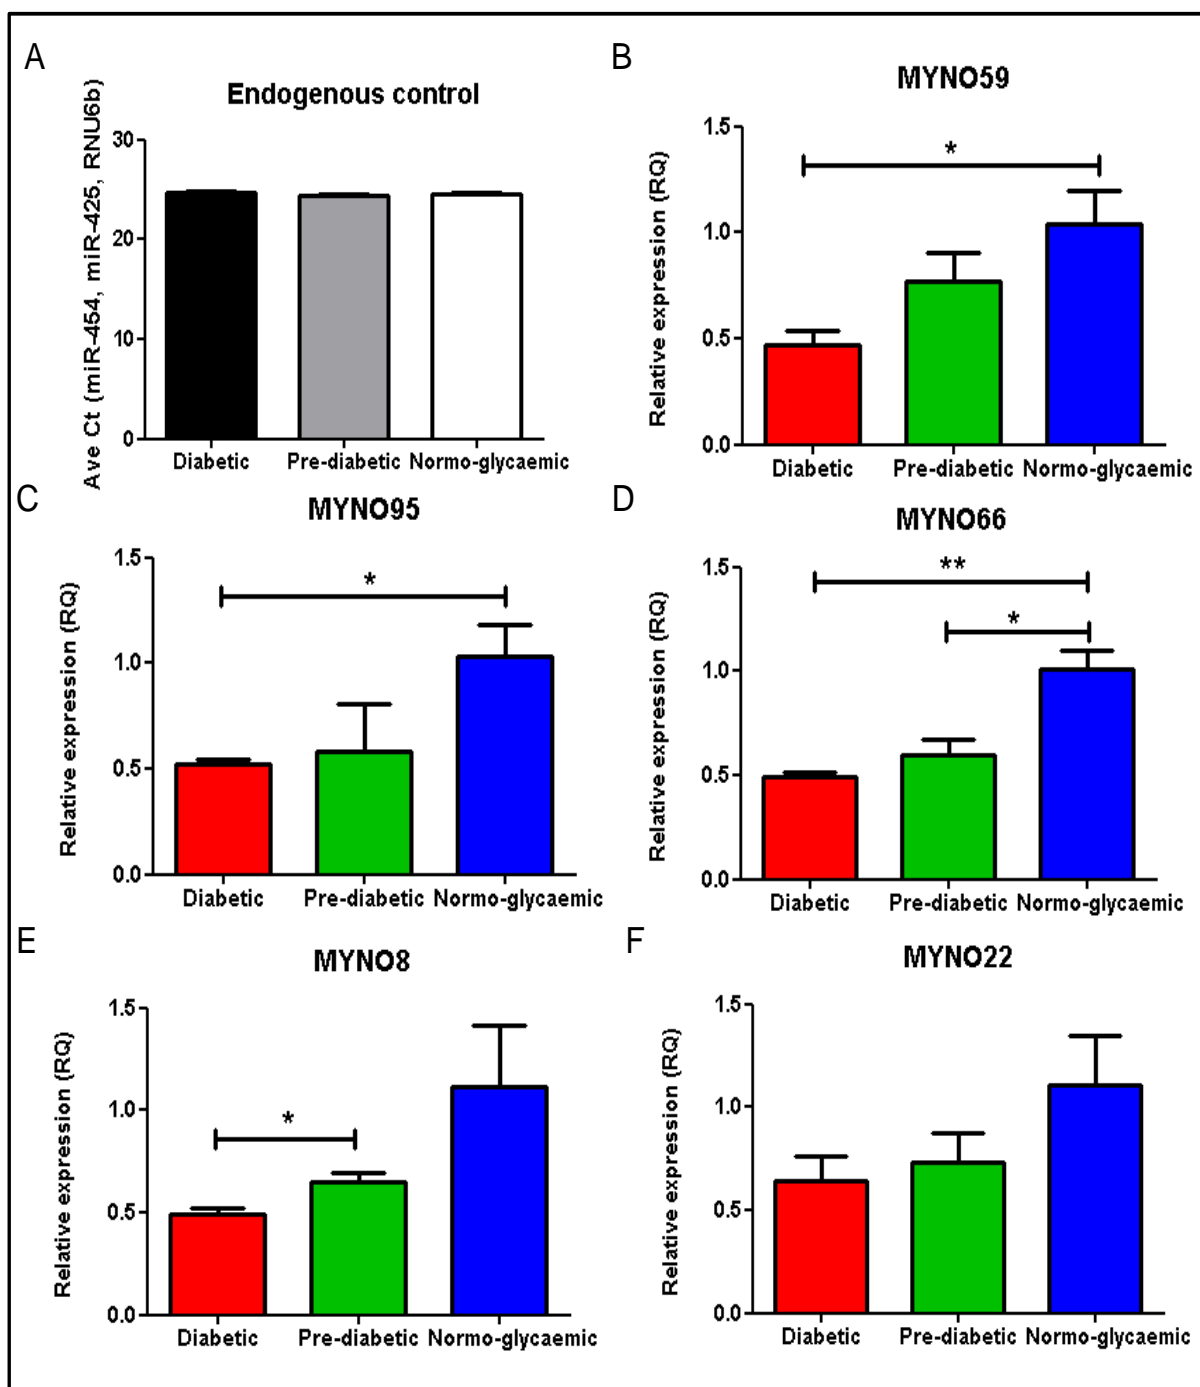 A
Endogenous control
Ave Ct (miR-454, miR-425, RNU6b)
30
20
10
0
Diabetic Pre-diabetic Normo-glycaemic
B
MYNO59
Relative expression (RQ)
1.5
*
1.0
0.5
0.0
Diabetic Pre-diabetic Normo-glycaemic
C
MYNO95
Relative expression (RQ)
1.5
*
1.0
0.5
0.0
Diabetic Pre-diabetic Normo-glycaemic
D
MYNO66
Relative expression (RQ)
1.5
**
*
1.0
0.5
0.0
Diabetic Pre-diabetic Normo-glycaemic
E
MYNO8
Relative expression (RQ)
1.5
1.0
*
0.5
0.0
Diabetic Pre-diabetic Normo-glycaemic
F
MYNO22
Relative expression (RQ)
1.5
1.0
0.5
0.0
Diabetic Pre-diabetic Normo-glycaemic